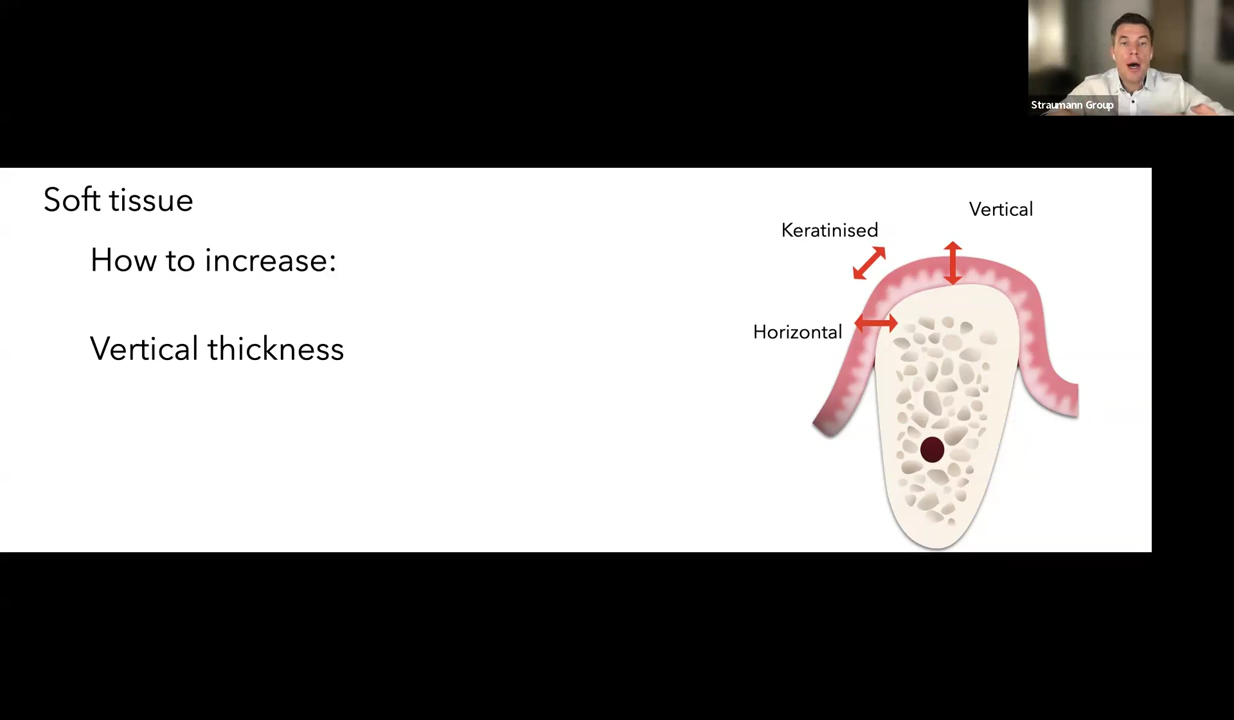 Straumann Group
Soft tissue
How to increase:
Vertical thickness
Vertical
Keratinised
Horizontal